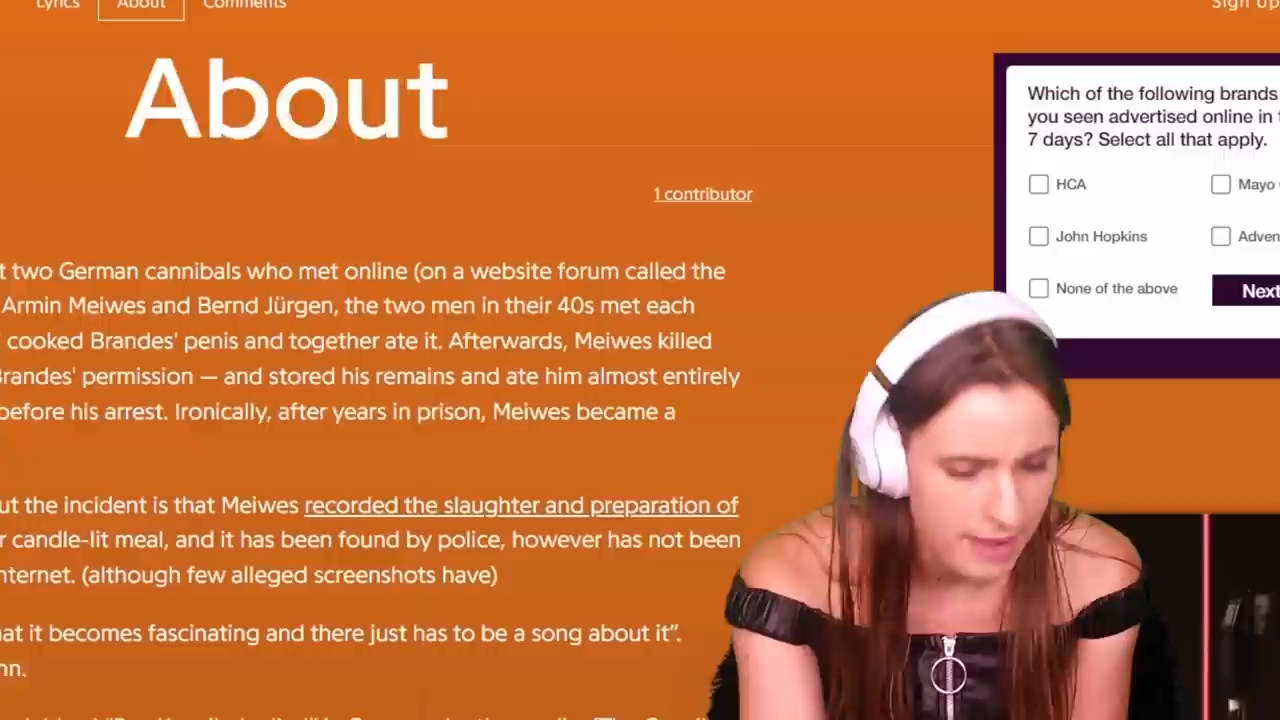 Lyrics
About
Comments
Sign Up
About
1 contributor
two German cannibals who met online (on a website forum called the
Armin Meiwes and Bernd Jürgen, the two men in their 40s met each
cooked Brandes' penis and together ate it. Afterwards, Meiwes killed
Brandes' permission — and stored his remains and ate him almost entirely
before his arrest. Ironically, after years in prison, Meiwes became a
the incident is that Meiwes recorded the slaughter and preparation of
candle-lit meal, and it has been found by police, however has not been
(although few alleged screenshots have)
it becomes fascinating and there just has to be a song about it”.
Which of the following brands
you seen advertised online in
7 days? Select all that apply.
HCA
Mayo
John Hopkins
Adven
None of the above
Next